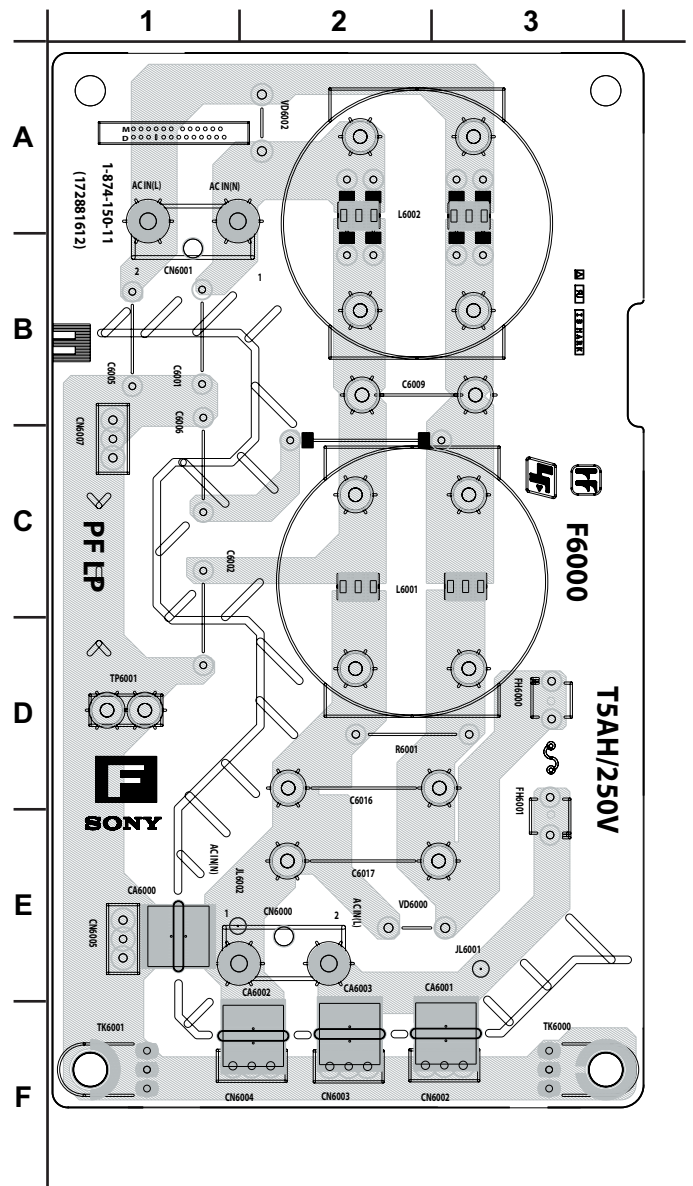 1 2 3
A
VD6002
M
D
1-874-150-11
(172881612)
AC IN(L) AC IN(N)
L6002
CN6001
2 1
B
ID MARK
C6005
C6001
C6009
C6006
CN6007
C
PF LP
F6000
C6002
L6001
TP6001
D
FH6000
R6001
T5AH/250V
F
SONY
C6016
FH6001
AC IN(N)
JL6002
C6017
E
CA6000
AC IN(L)
VD6000
CN6005
1 CN6000 2
JL6001
CA6002 CA6003 CA6001
TK6001 TK6000
F
CN6004 CN6003 CN6002